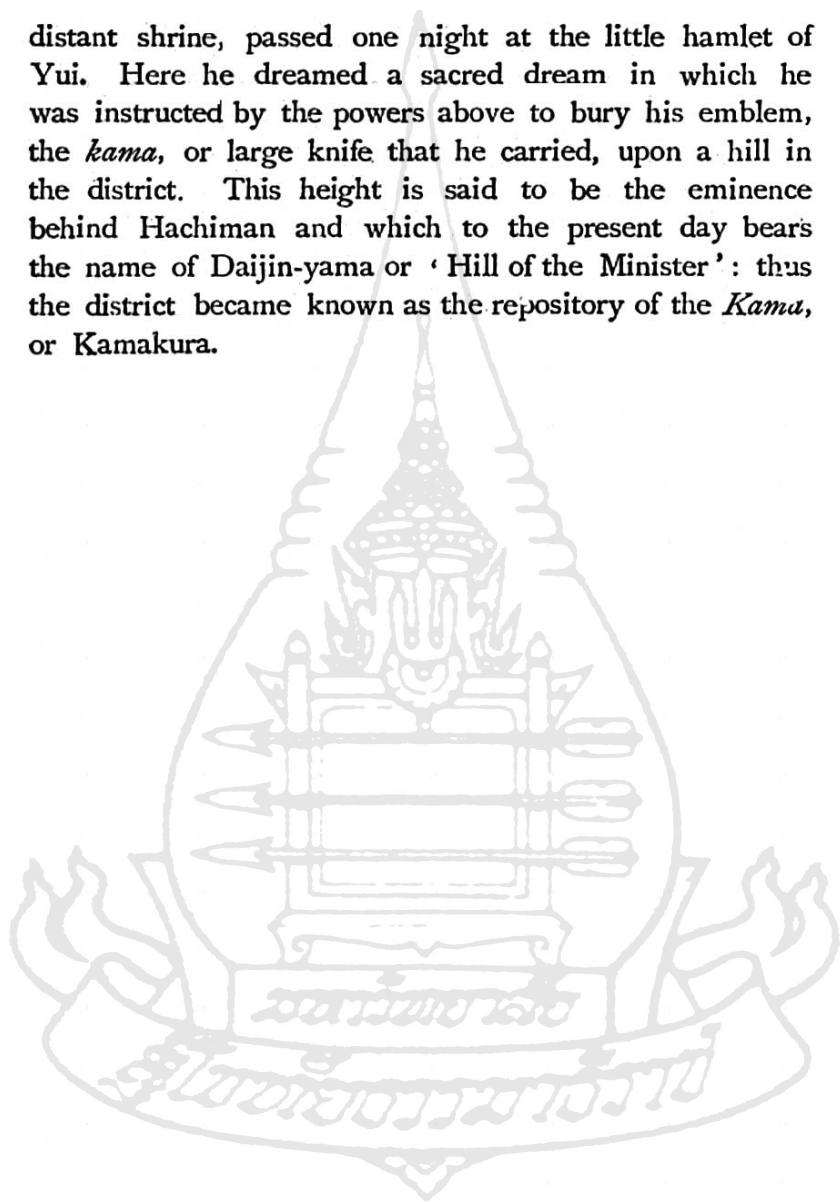 distant shrine, passed one night at the little hamlet of
Yui. Here he dreamed a sacred dream in which he
was instructed by the powers above to bury his emblem,
the kama, or large knife that he carried, upon a hill in
the district. This height is said to be the eminence
behind Hachiman and which to the present day bears
the name of Daijin-yama or ‘ Hill of the Minister ’ : thus
the district became known as the repository of the Kama,
or Kamakura.